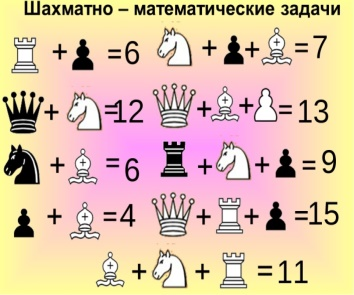 Шахматно – математические задачи
+ =6 + + =7
+ =12 + + = 13
+ = 6 + + = 9
+ =4 + + =15
+ + = 11